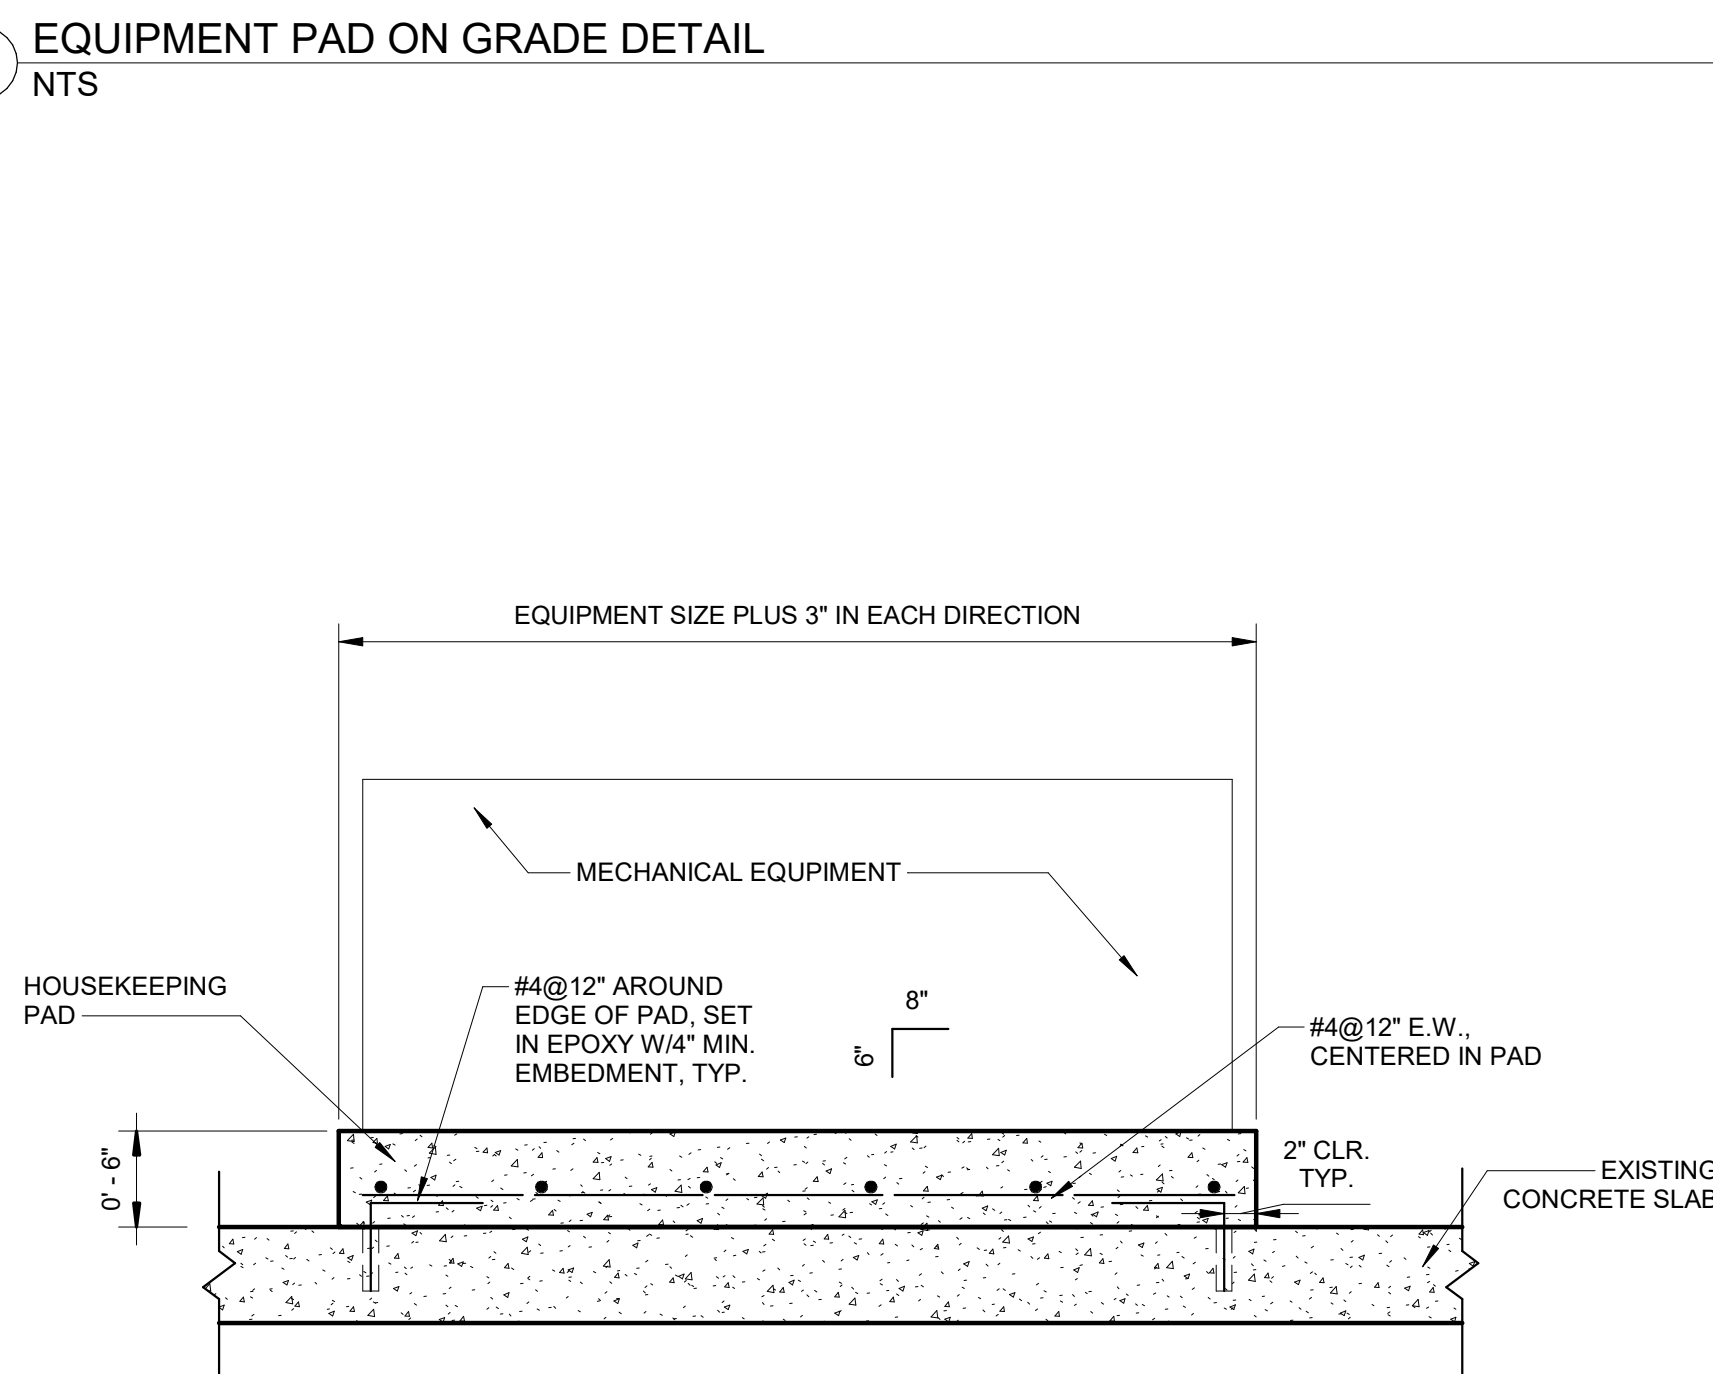 EQUIPMENT PAD ON GRADE DETAIL
NTS
EQUIPMENT SIZE PLUS 3" IN EACH DIRECTION
MECHANICAL EQUPIMENT
HOUSEKEEPING
PAD
#4@12" AROUND
EDGE OF PAD, SET
IN EPOXY W/4" MIN.
EMBEDMENT, TYP.
8"
6"
#4@12" E.W.,
CENTERED IN PAD
0' - 6"
2" CLR.
TYP.
EXISTING
CONCRETE SLAB